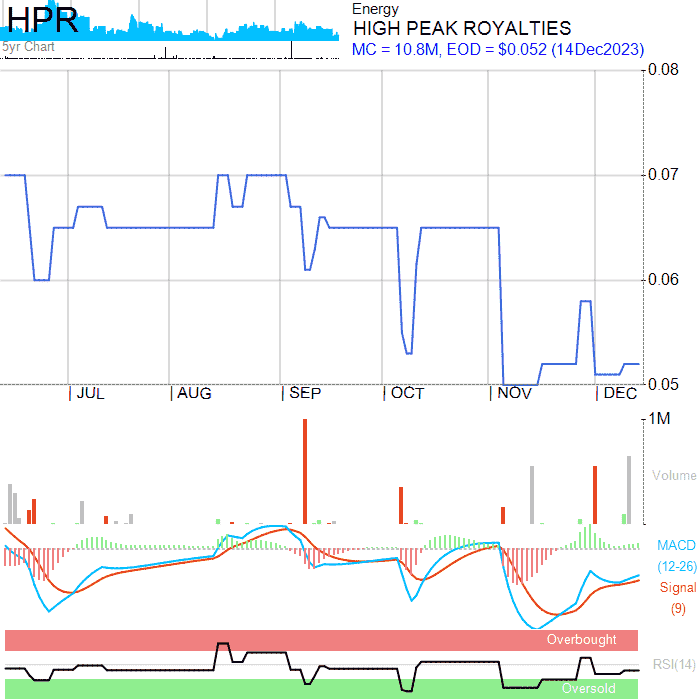 HPR
5yr Chart
Energy
HIGH PEAK ROYALTIES
MC = 10.8M, EOD = $0.052 (14Dec2023)
0.08
0.07
0.06
0.05
JUL
AUG
SEP
OCT
NOV
DEC
1M
Volume
MACD
(12-26)
Signal
(9)
Overbought
RSI(14)
Oversold